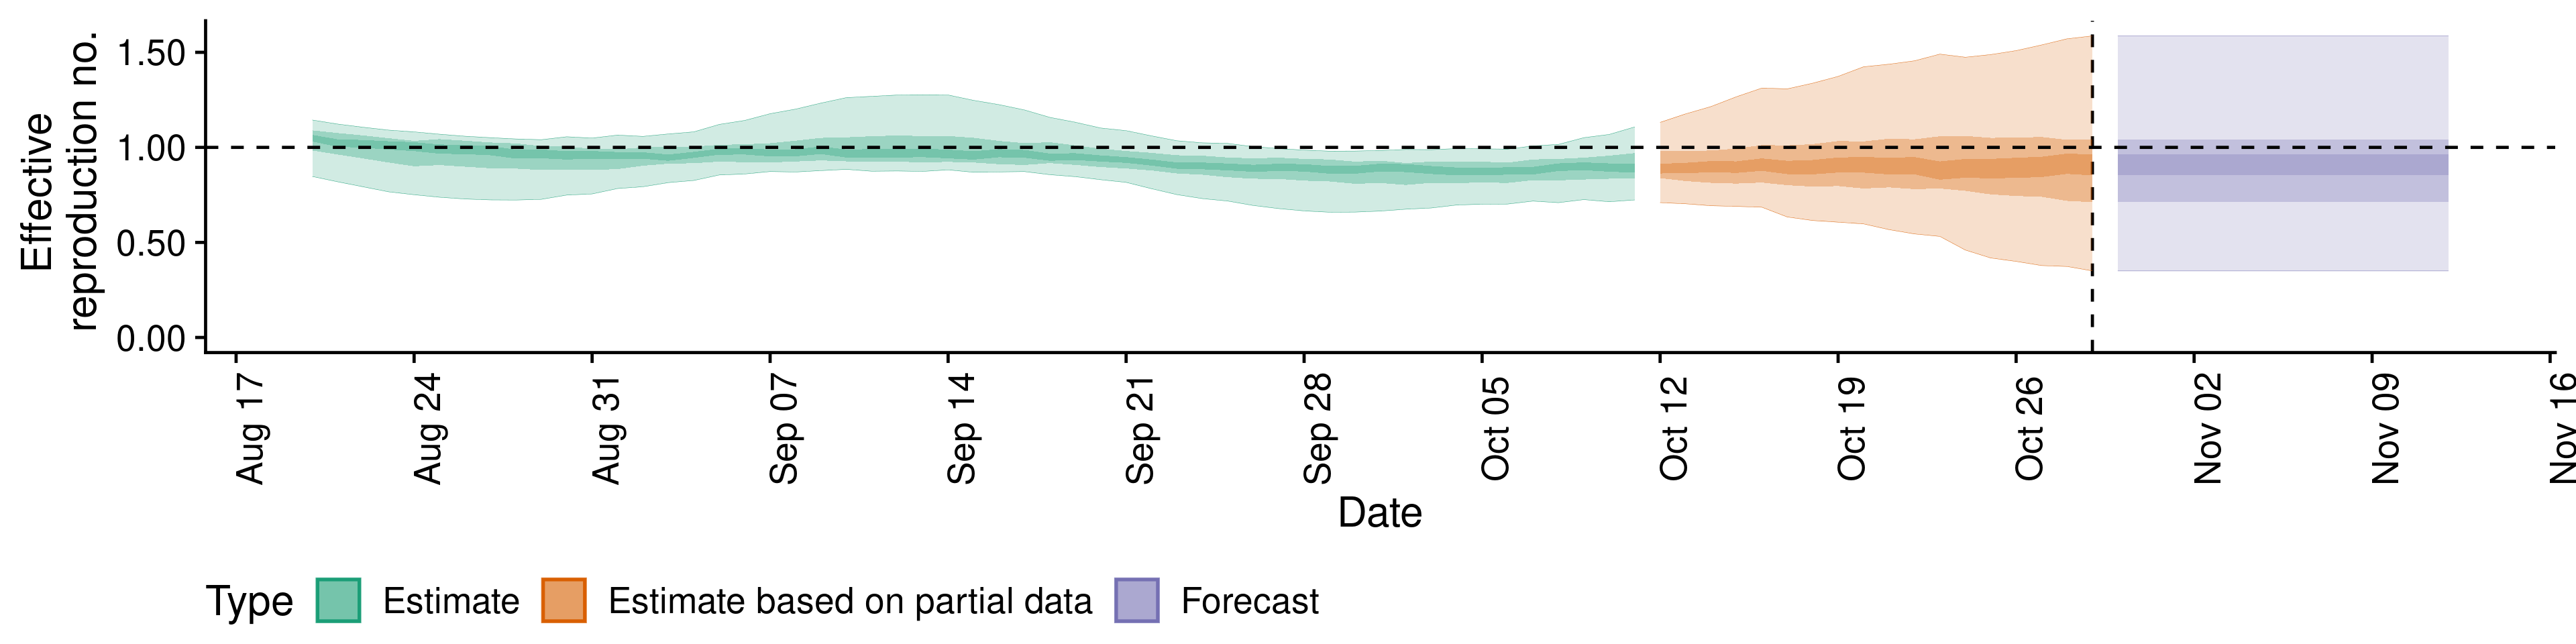 Effective
reproduction no.
1.50
1.00
0.50
0.00
Aug 17
Aug 24
Aug 31
Sep 07
Sep 14
Sep 21
Sep 28
Oct 05
Oct 12
Oct 19
Oct 26
Nov 02
Nov 09
Nov 16
Date
Type Estimate Estimate based on partial data Forecast